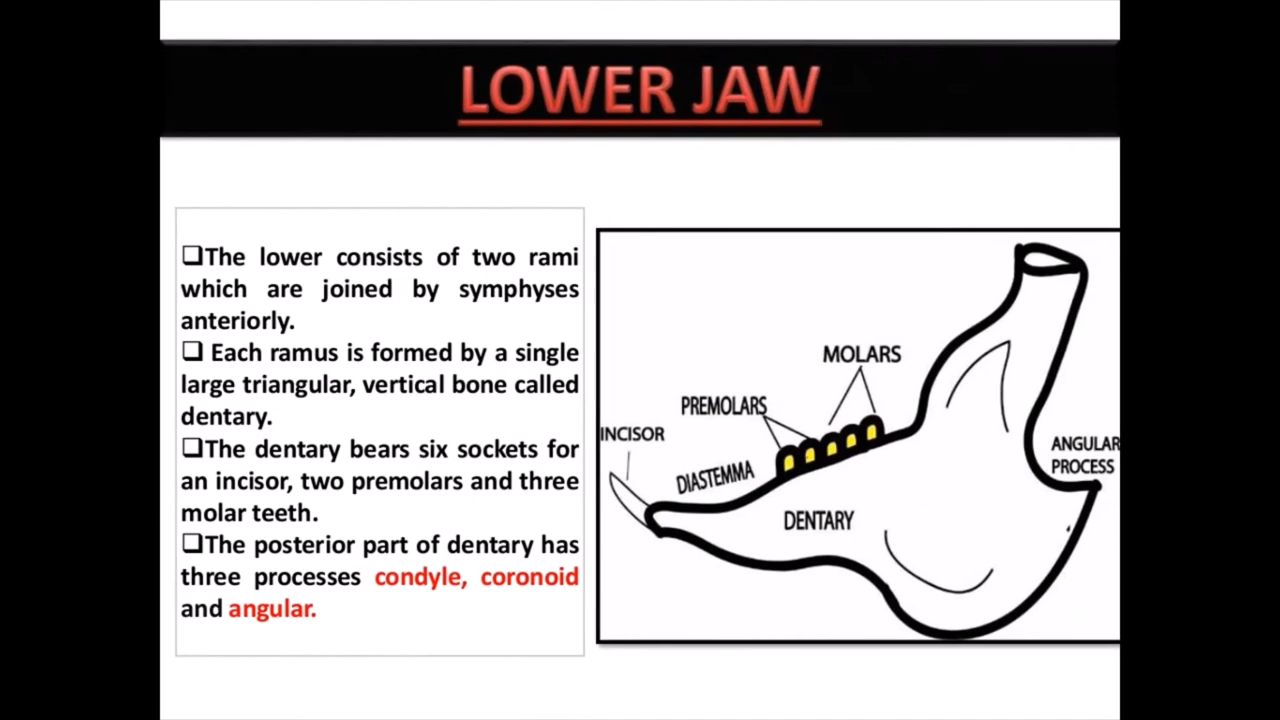 LOWER JAW
❑The lower consists of two rami
which are joined by symphyses
anteriorly.
❑ Each ramus is formed by a single
large triangular, vertical bone called
dentary.
❑The dentary bears six sockets for
an incisor, two premolars and three
molar teeth.
❑The posterior part of dentary has
three processes condyle, coronoid
and angular.
MOLARS
PREMOLARS
INCISOR
DIASTEMMA
DENTARY
ANGULAR
PROCESS